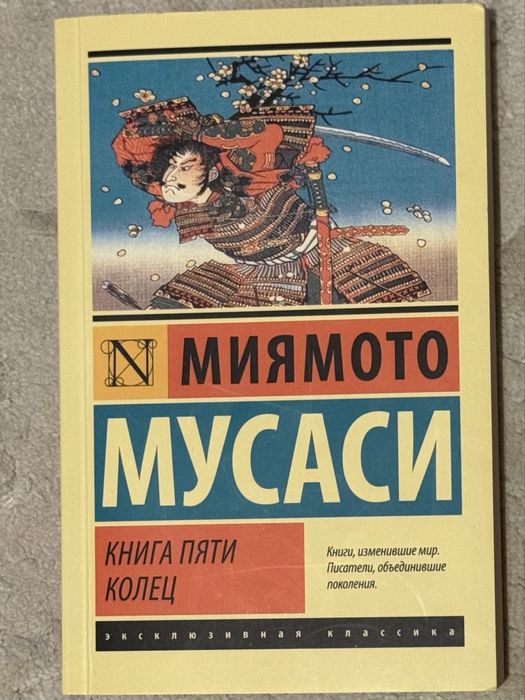 N МИЯМОТО
МУСАСИ
КНИГА ПЯТИ
КОЛЕЦ
Книги, изменившие мир.
Писатели, объединившие
поколения.
эксклюзивная классика